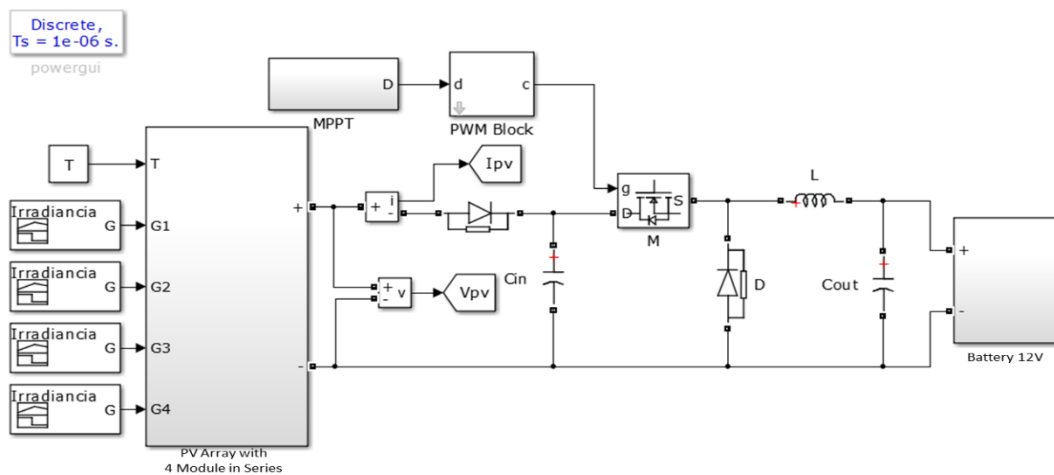 Discrete,
Ts = 1e-06 s.
powergui
D
MPPT
d
c
PWM Block
T
T
Irradiancia
G
G1
Irradiancia
G
G2
Irradiancia
G
G3
Irradiancia
G
G4
+
-
PV Array with
4 Module in Series
+
i
-
Ipv
+
-
v
Vpv
Cin
+
g
D
S
M
D
L
+
Cout
+
+
-
Battery 12V